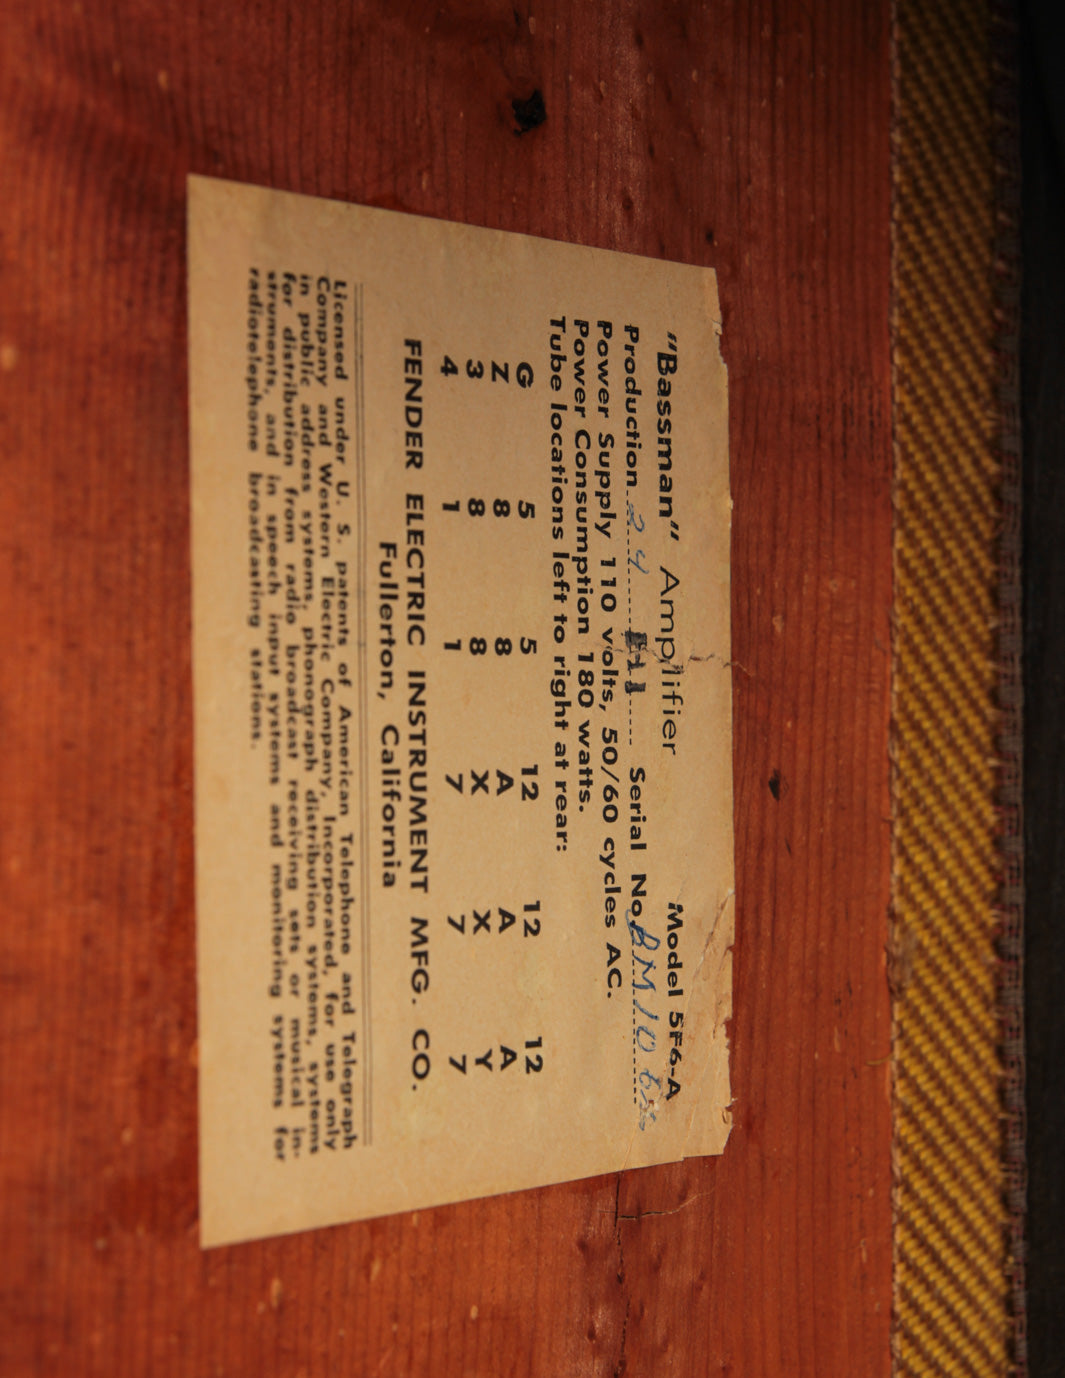 "Bassman" Amplifier Model 5F6-A
Production 24 Serial No.
Power Supply 110 volts, 50/60 cycles AC.
Power Consumption 180 watts.
Tube locations left to right at rear:
G 5 5 12 12 12
Z 8 8 A A A
3 8 8 X X Y
4 1 1 7 7 7
FENDER ELECTRIC INSTRUMENT MFG. CO.
Fullerton, California
Licensed under U. S. patents of American Telephone and Telegraph
Company and Western Electric Company, Incorporated, for use only
in public address systems, phonograph distribution systems, systems
for distribution from radio broadcast receiving sets or musical in-
struments, and in speech input systems and monitoring systems for
radiotelephone broadcasting stations.